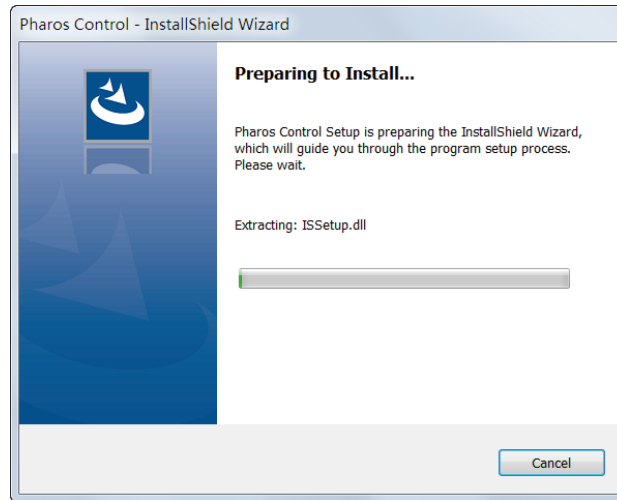 Pharos Control - InstallShield Wizard
Preparing to Install...
Pharos Control Setup is preparing the InstallShield Wizard,
which will guide you through the program setup process.
Please wait.
Extracting: ISSetup.dll
Cancel